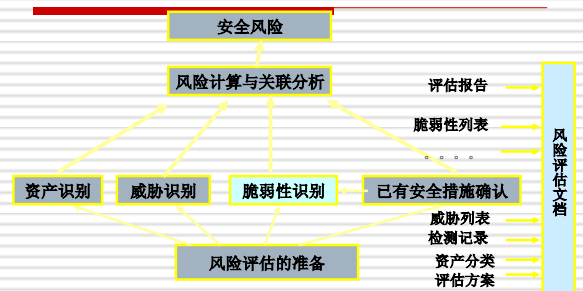 安全风险
风险计算与关联分析
评估报告
脆弱性列表
。。。。
资产识别
威胁识别
脆弱性识别
已有安全措施确认
风险评估文档
威胁列表
检测记录
资产分类
评估方案
风险评估的准备